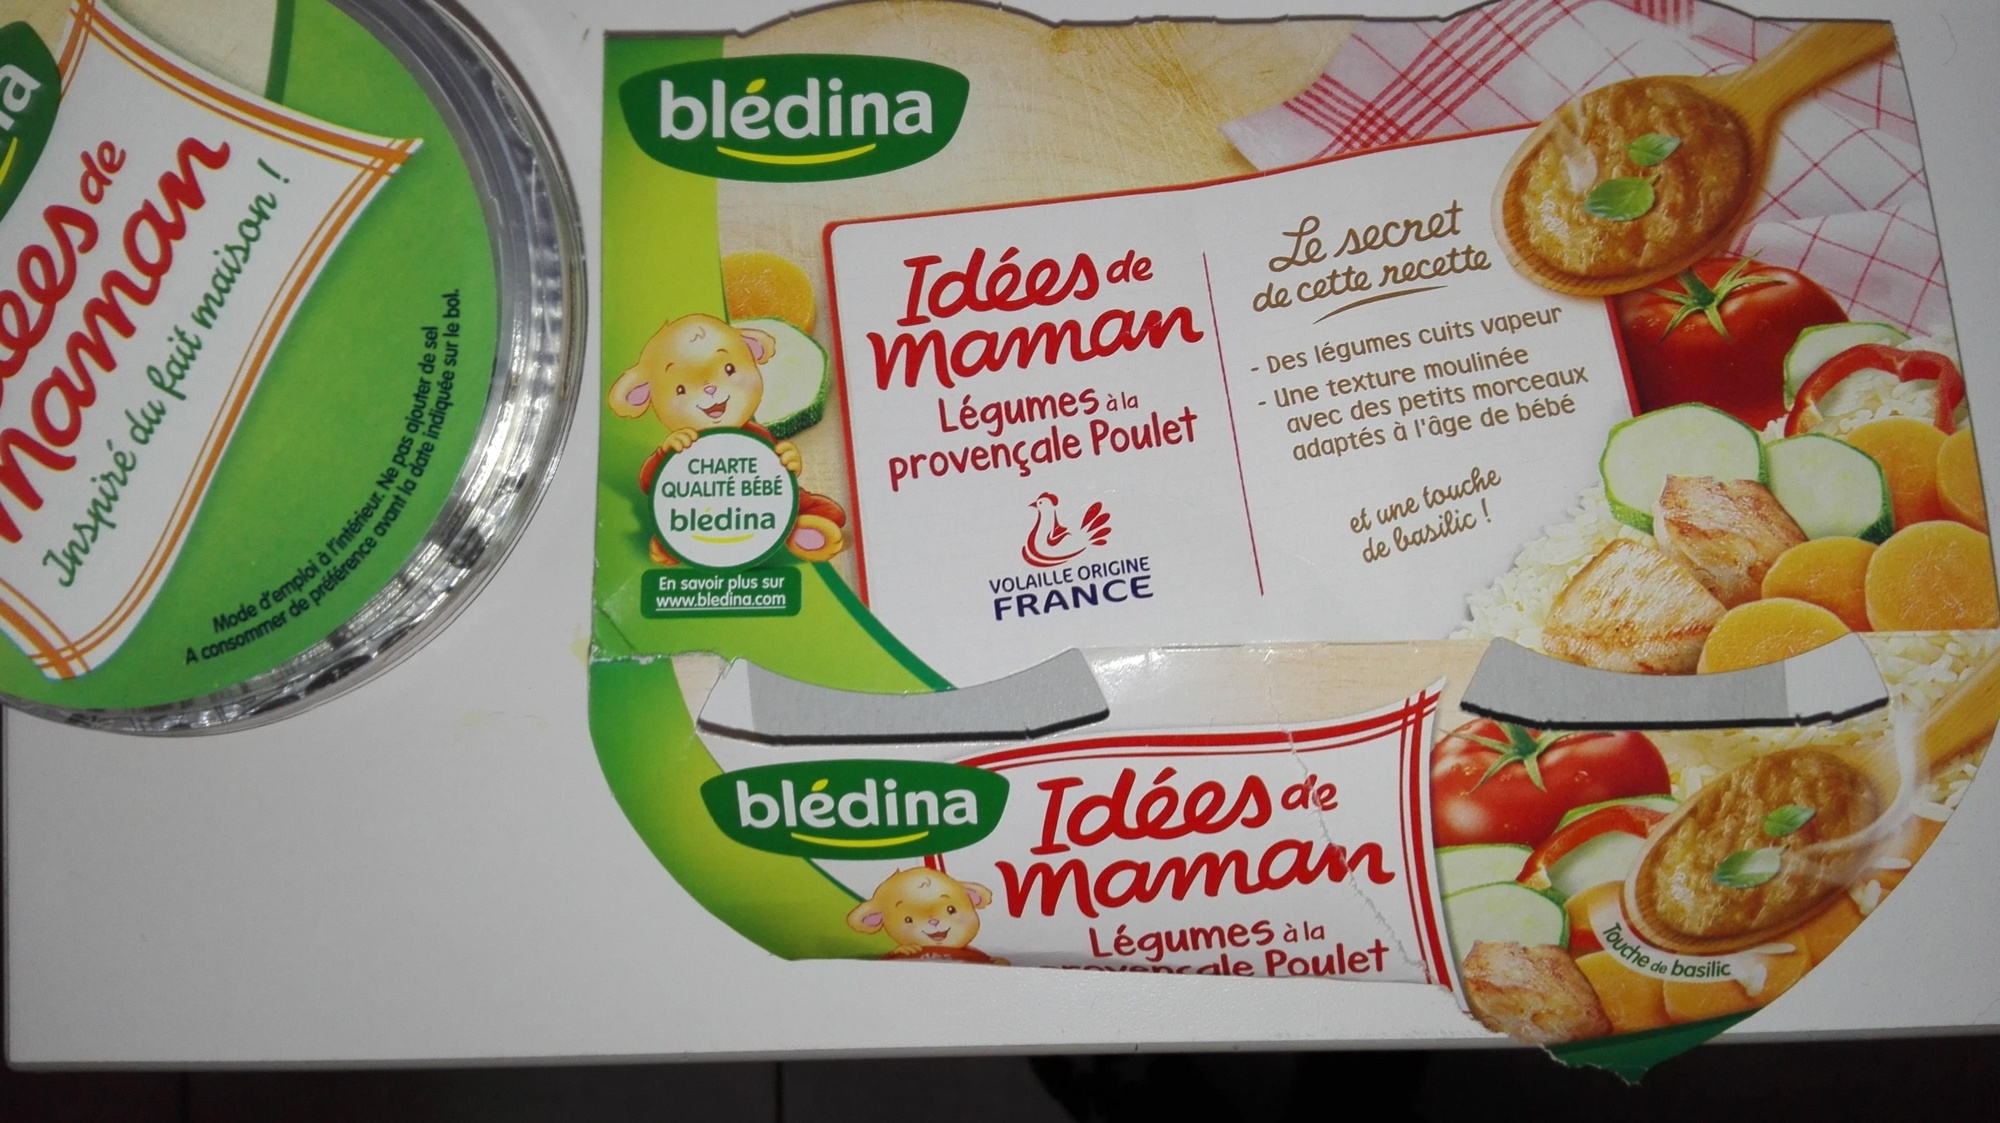 na
Idées de
maman
Inspiré du fait maison !
Mode d'emploi à l'intérieur. Ne pas ajouter de sel
A consommer de préférence avant la date indiquée sur le bol.
blédina
Idées de
maman
Légumes à la
provençale Poulet
VOLAILLE ORIGINE
FRANCE
Le secret
de cette recette
- Des légumes cuits vapeur
- Une texture moulinée
avec des petits morceaux
adaptés à l'âge de bébé
et une touche
de basilic !
CHARTE
QUALITÉ BÉBÉ
blédina
En savoir plus sur
www.bledina.com
blédina
Idées de
maman
Légumes à la
provençale Poulet
Touche de basilic